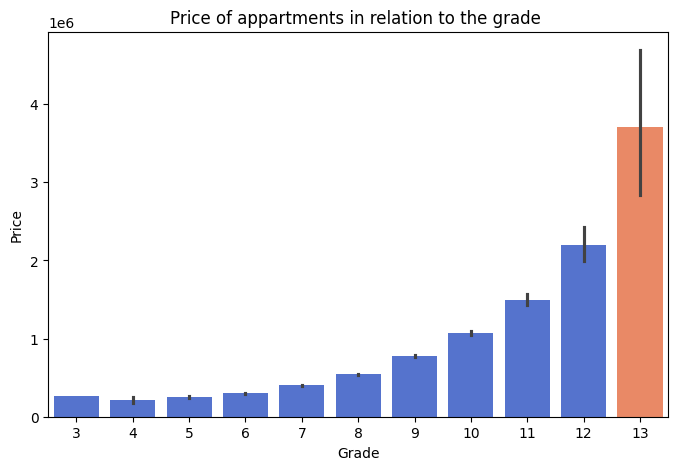 Price of appartments in relation to the grade
1e6
4
3
2
1
0
Price
3 4 5 6 7 8 9 10 11 12 13
Grade